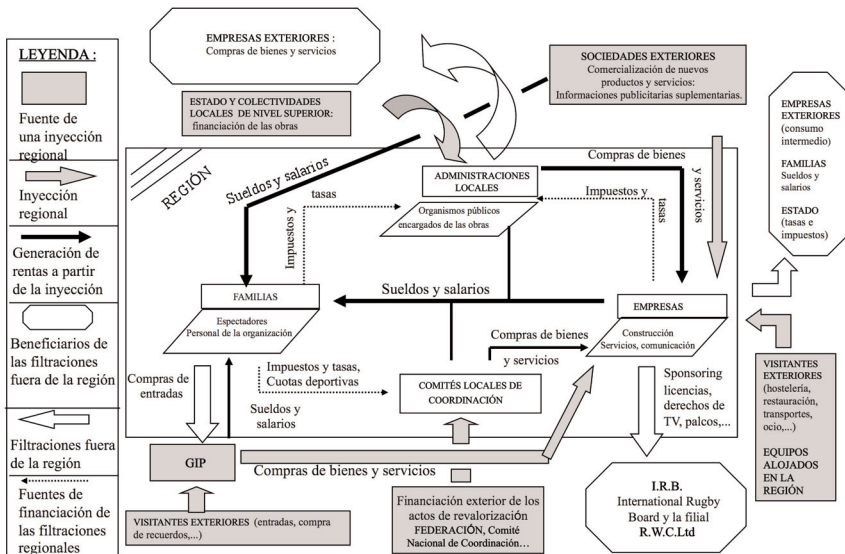 LEYENDA :
Fuente de
una inyección
regional
Inyección
regional
Generación de
rentas a partir
de la inyección
Beneficiarios de
las filtraciones
fuera de la región
Filtraciones fuera
de la región
Fuentes de
financiación de
las filtraciones
regionales
EMPRESAS EXTERIORES :
Compras de bienes y servicios
ESTADO Y COLECTIVIDADES
LOCALES DE NIVEL SUPERIOR:
financiación de las obras
SOCIEDADES EXTERIORES
Comercialización de nuevos
productos y servicios:
Informaciones publicitarias suplementarias.
EMPRESAS
EXTERIORES
(consumo
intermedio)
FAMILIAS
Sueldos y
salarios
ESTADO
(tasas e
impuestos)
REGIÓN
Sueldos y salarios
Impuestos y
tasas
ADMINISTRACIONES
LOCALES
Organismos públicos
encargados de las obras
Compras de bienes
y servicios
Impuestos y
tasas
FAMILIAS
Espectadores
Personal de la organización
Sueldos y salarios
EMPRESAS
Construcción
Servicios, comunicación
Compras de bienes
y servicios
Compras de
entradas
Impuestos y tasas,
Cuotas deportivas
Sueldos y
salarios
COMITÉS LOCALES DE
COORDINACIÓN
Sponsoring
licencias,
derechos de
TV, palcos,...
VISITANTES
EXTERIORES
(hostelería,
restauración,
transportes,
ocio,...)
EQUIPOS
ALOJADOS
EN LA
REGIÓN
GIP
Compras de bienes y servicios
VISITANTES EXTERIORES (entradas, compra
de recuerdos,...)
Financiación exterior de los
actos de revalorización
FEDERACIÓN, Comité
Nacional de Coordinación…
I.R.B.
International Rugby
Board y la filial
R.W.C.Ltd